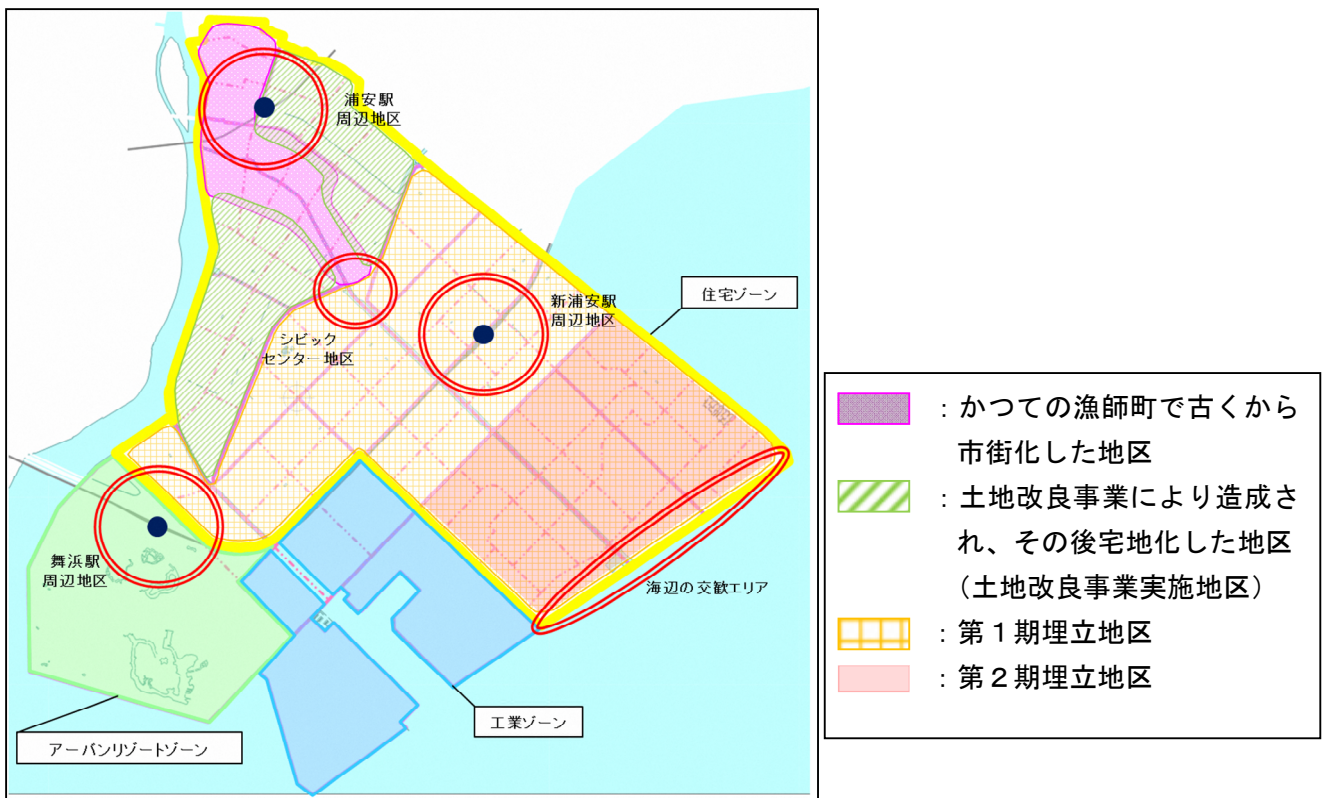 浦安駅
周辺地区
新浦安駅
周辺地区
住宅ゾーン
シビック
センター地区
舞浜駅
周辺地区
海辺の交歓エリア
工業ゾーン
アーバンリゾートゾーン
：かつての漁師町で古くから
市街化した地区
：土地改良事業により造成さ
れ、その後宅地化した地区
（土地改良事業実施地区）
：第１期埋立地区
：第２期埋立地区